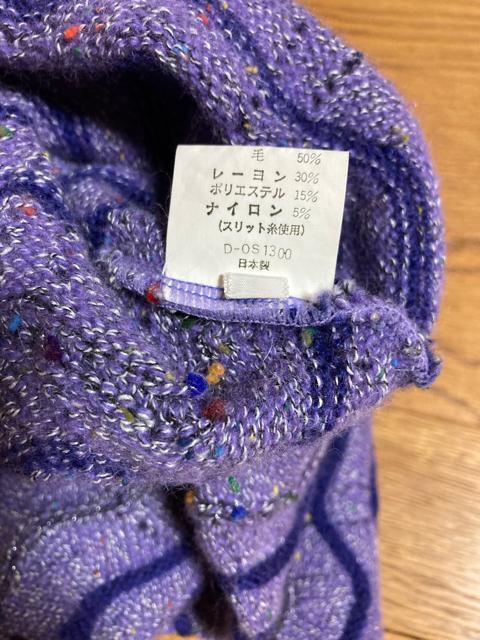 毛 50%
レーヨン 30%
ポリエステル 15%
ナイロン 5%
(スリット糸使用)
D-OS1300
日本製